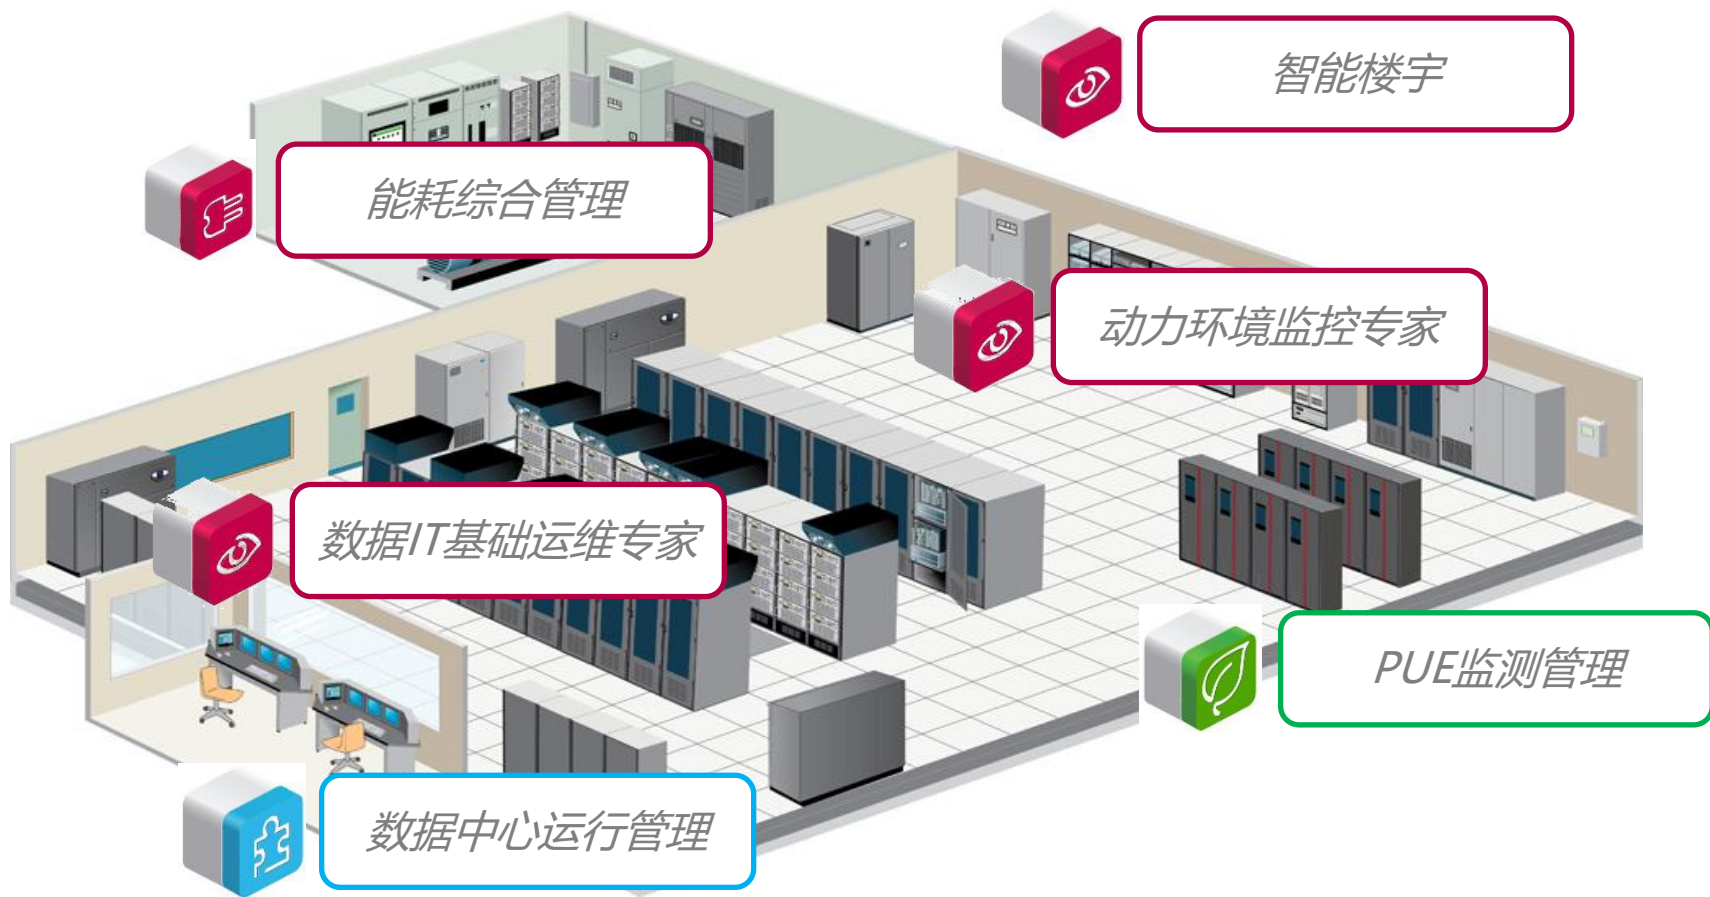 智能楼宇
能耗综合管理
动力环境监控专家
数据IT基础运维专家
PUE监测管理
数据中心运行管理